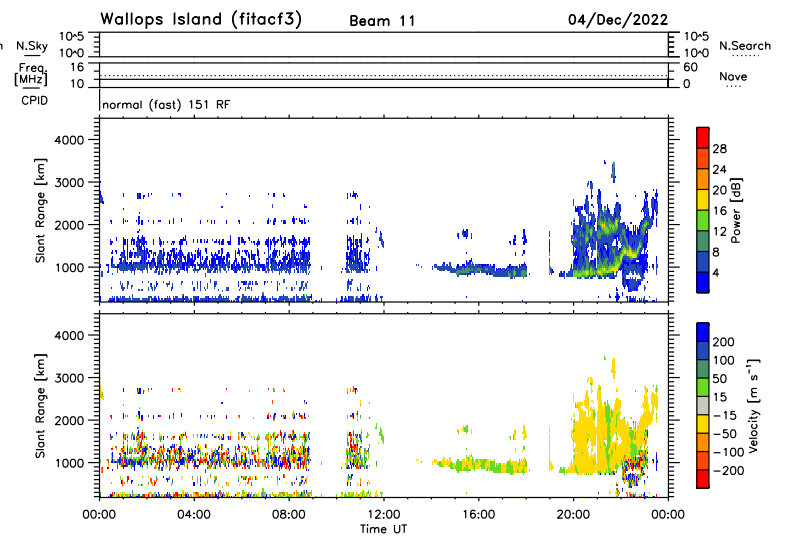 Wallops Island (fitacf3) Beam 11 04/Dec/2022
10^5 10^5
n N.Sky N.Search
10^0 10^0
Freq. 16 60
[MHz] Nave
10 0
CPID normal (fast) 151 RF
4000
3000
2000
1000
Slant Range [km]
28
24
20
16
12
8
4
Power [dB]
4000
3000
2000
1000
Slant Range [km]
200
100
50
15
-15
-50
-100
-200
Velocity [m s⁻¹]
00:00 04:00 08:00 12:00 16:00 20:00 00:00
Time UT